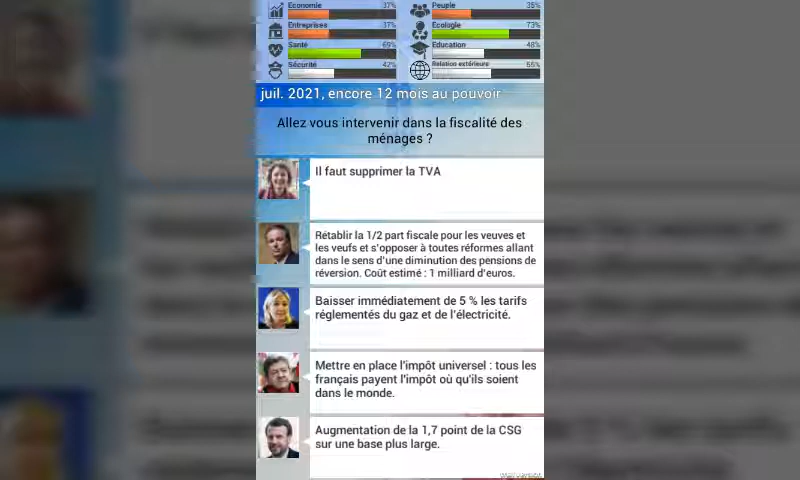 Economie 37%
Peuple 35%
Entreprises 37%
Ecologie 73%
Santé 69%
Education 48%
Sécurité 42%
Relation extérieure 55%
juil. 2021, encore 12 mois au pouvoir
Allez vous intervenir dans la fiscalité des
ménages ?
Il faut supprimer la TVA
Rétablir la 1/2 part fiscale pour les veuves et
les veufs et s'opposer à toutes réformes allant
dans le sens d'une diminution des pensions de
réversion. Coût estimé : 1 milliard d'euros.
Baisser immédiatement de 5 % les tarifs
réglementés du gaz et de l'électricité.
Mettre en place l'impôt universel : tous les
français payent l'impôt où qu'ils soient
dans le monde.
Augmentation de la 1,7 point de la CSG
sur une base plus large.